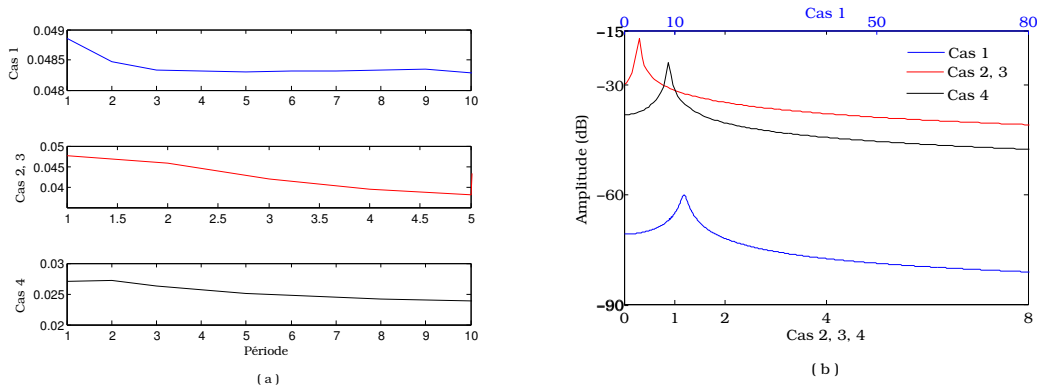 0.049
0.0485
0.048
Cas 1
1 2 3 4 5 6 7 8 9 10
0.05
0.045
0.04
Cas 2, 3
1 1.5 2 2.5 3 3.5 4 4.5 5
0.03
0.025
0.02
Cas 4
1 2 3 4 5 6 7 8 9 10
Période
( a )
Cas 1
0 10 50 80
−15
−30
−60
−90
Amplitude (dB)
Cas 1
Cas 2, 3
Cas 4
0 1 2 4 8
Cas 2, 3, 4
( b )